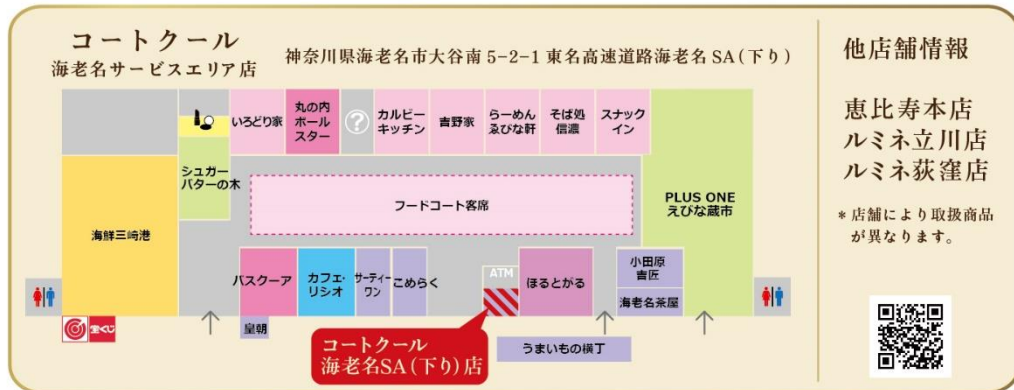 コートクール
海老名サービスエリア店
神奈川県海老名市大谷南 5-2-1 東名高速道路海老名 SA(下り)
いろどり家
丸の内
ホール
スター
?
カルビー
キッチン
吉野家
らーめん
ゑびな軒
そば処
信濃
スナック
イン
シュガー
バターの木
フードコート客席
PLUS ONE
えびな蔵市
海鮮三崎港
パスクーア
カフェ・
リシオ
サーティー
ワン
こめらく
ATM
ほるとがる
小田原
吉匠
海老名茶屋
宝くじ
皇朝
コートクール
海老名SA(下り)店
うまいもの横丁
他店舗情報
恵比寿本店
ルミネ立川店
ルミネ荻窪店
*店舗により取扱商品
が異なります。